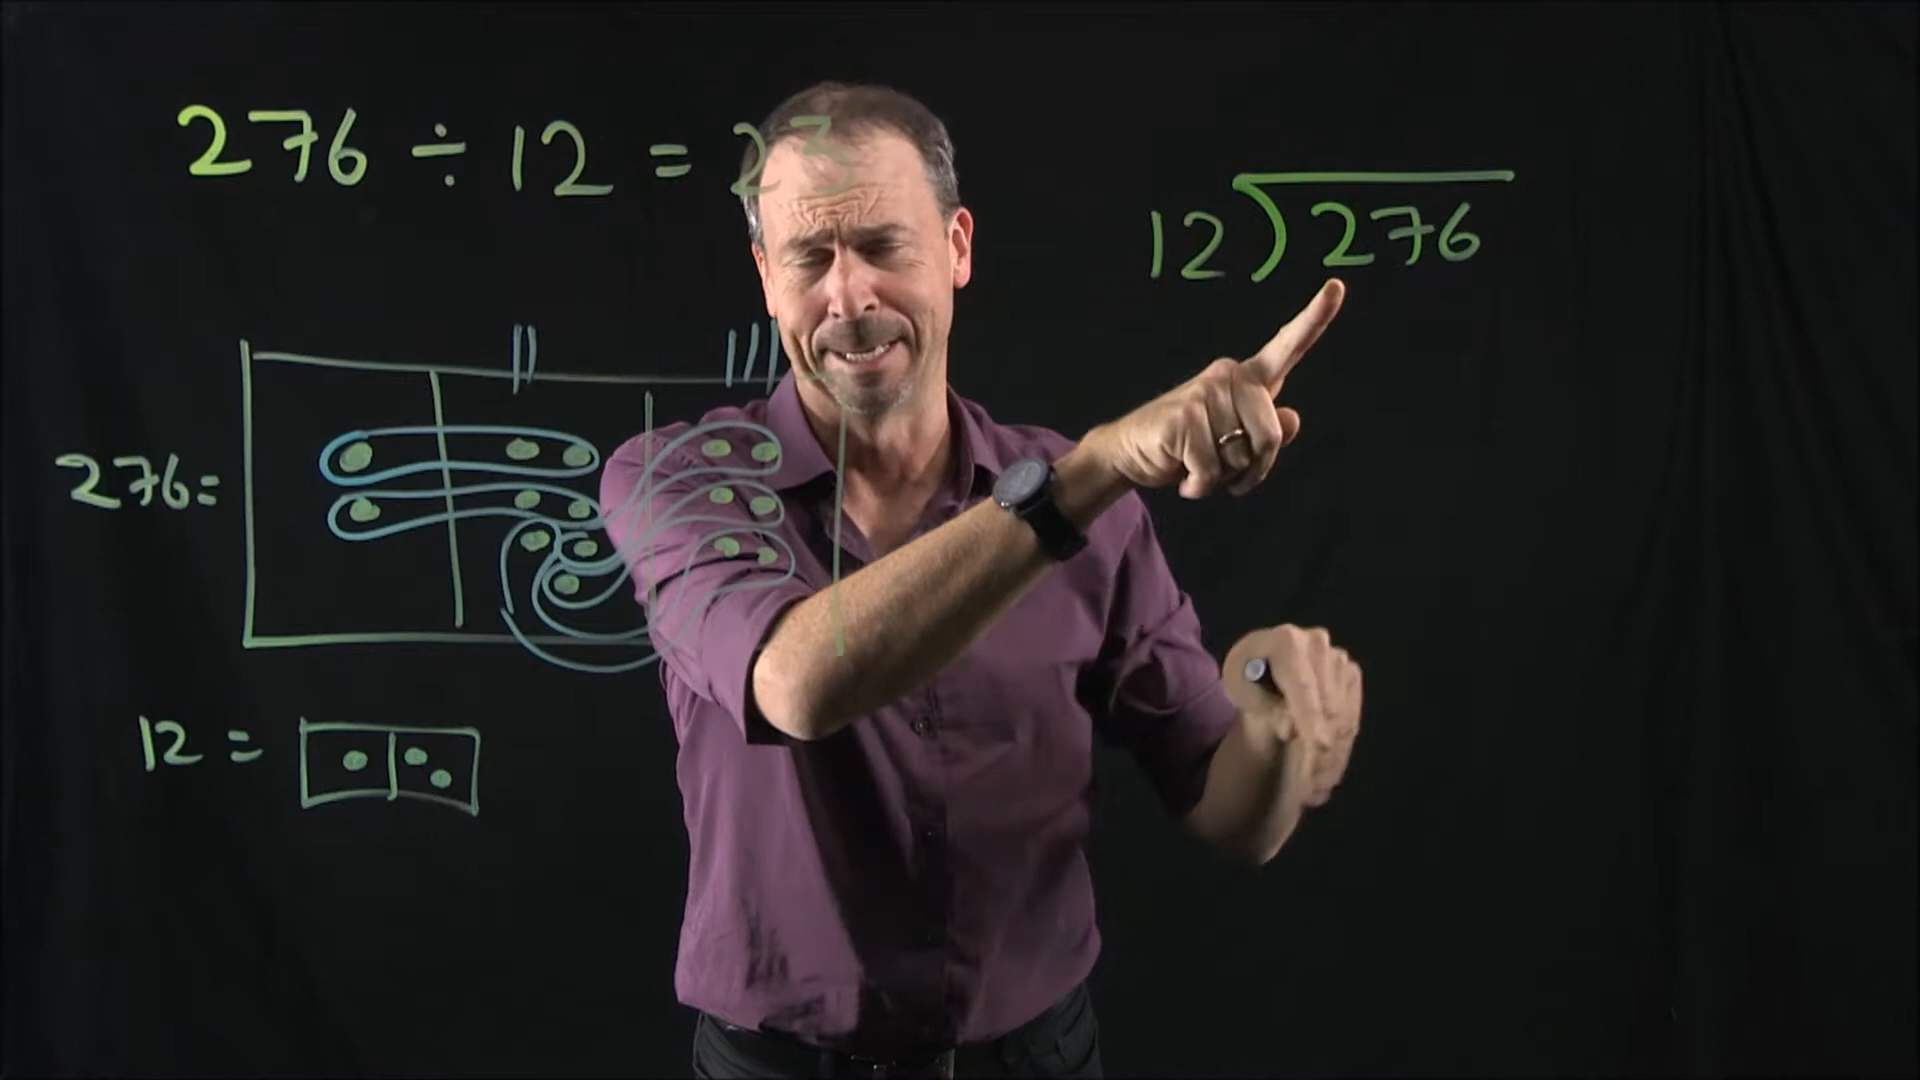 276 ÷ 12 = 23
12)276
276=
12 =